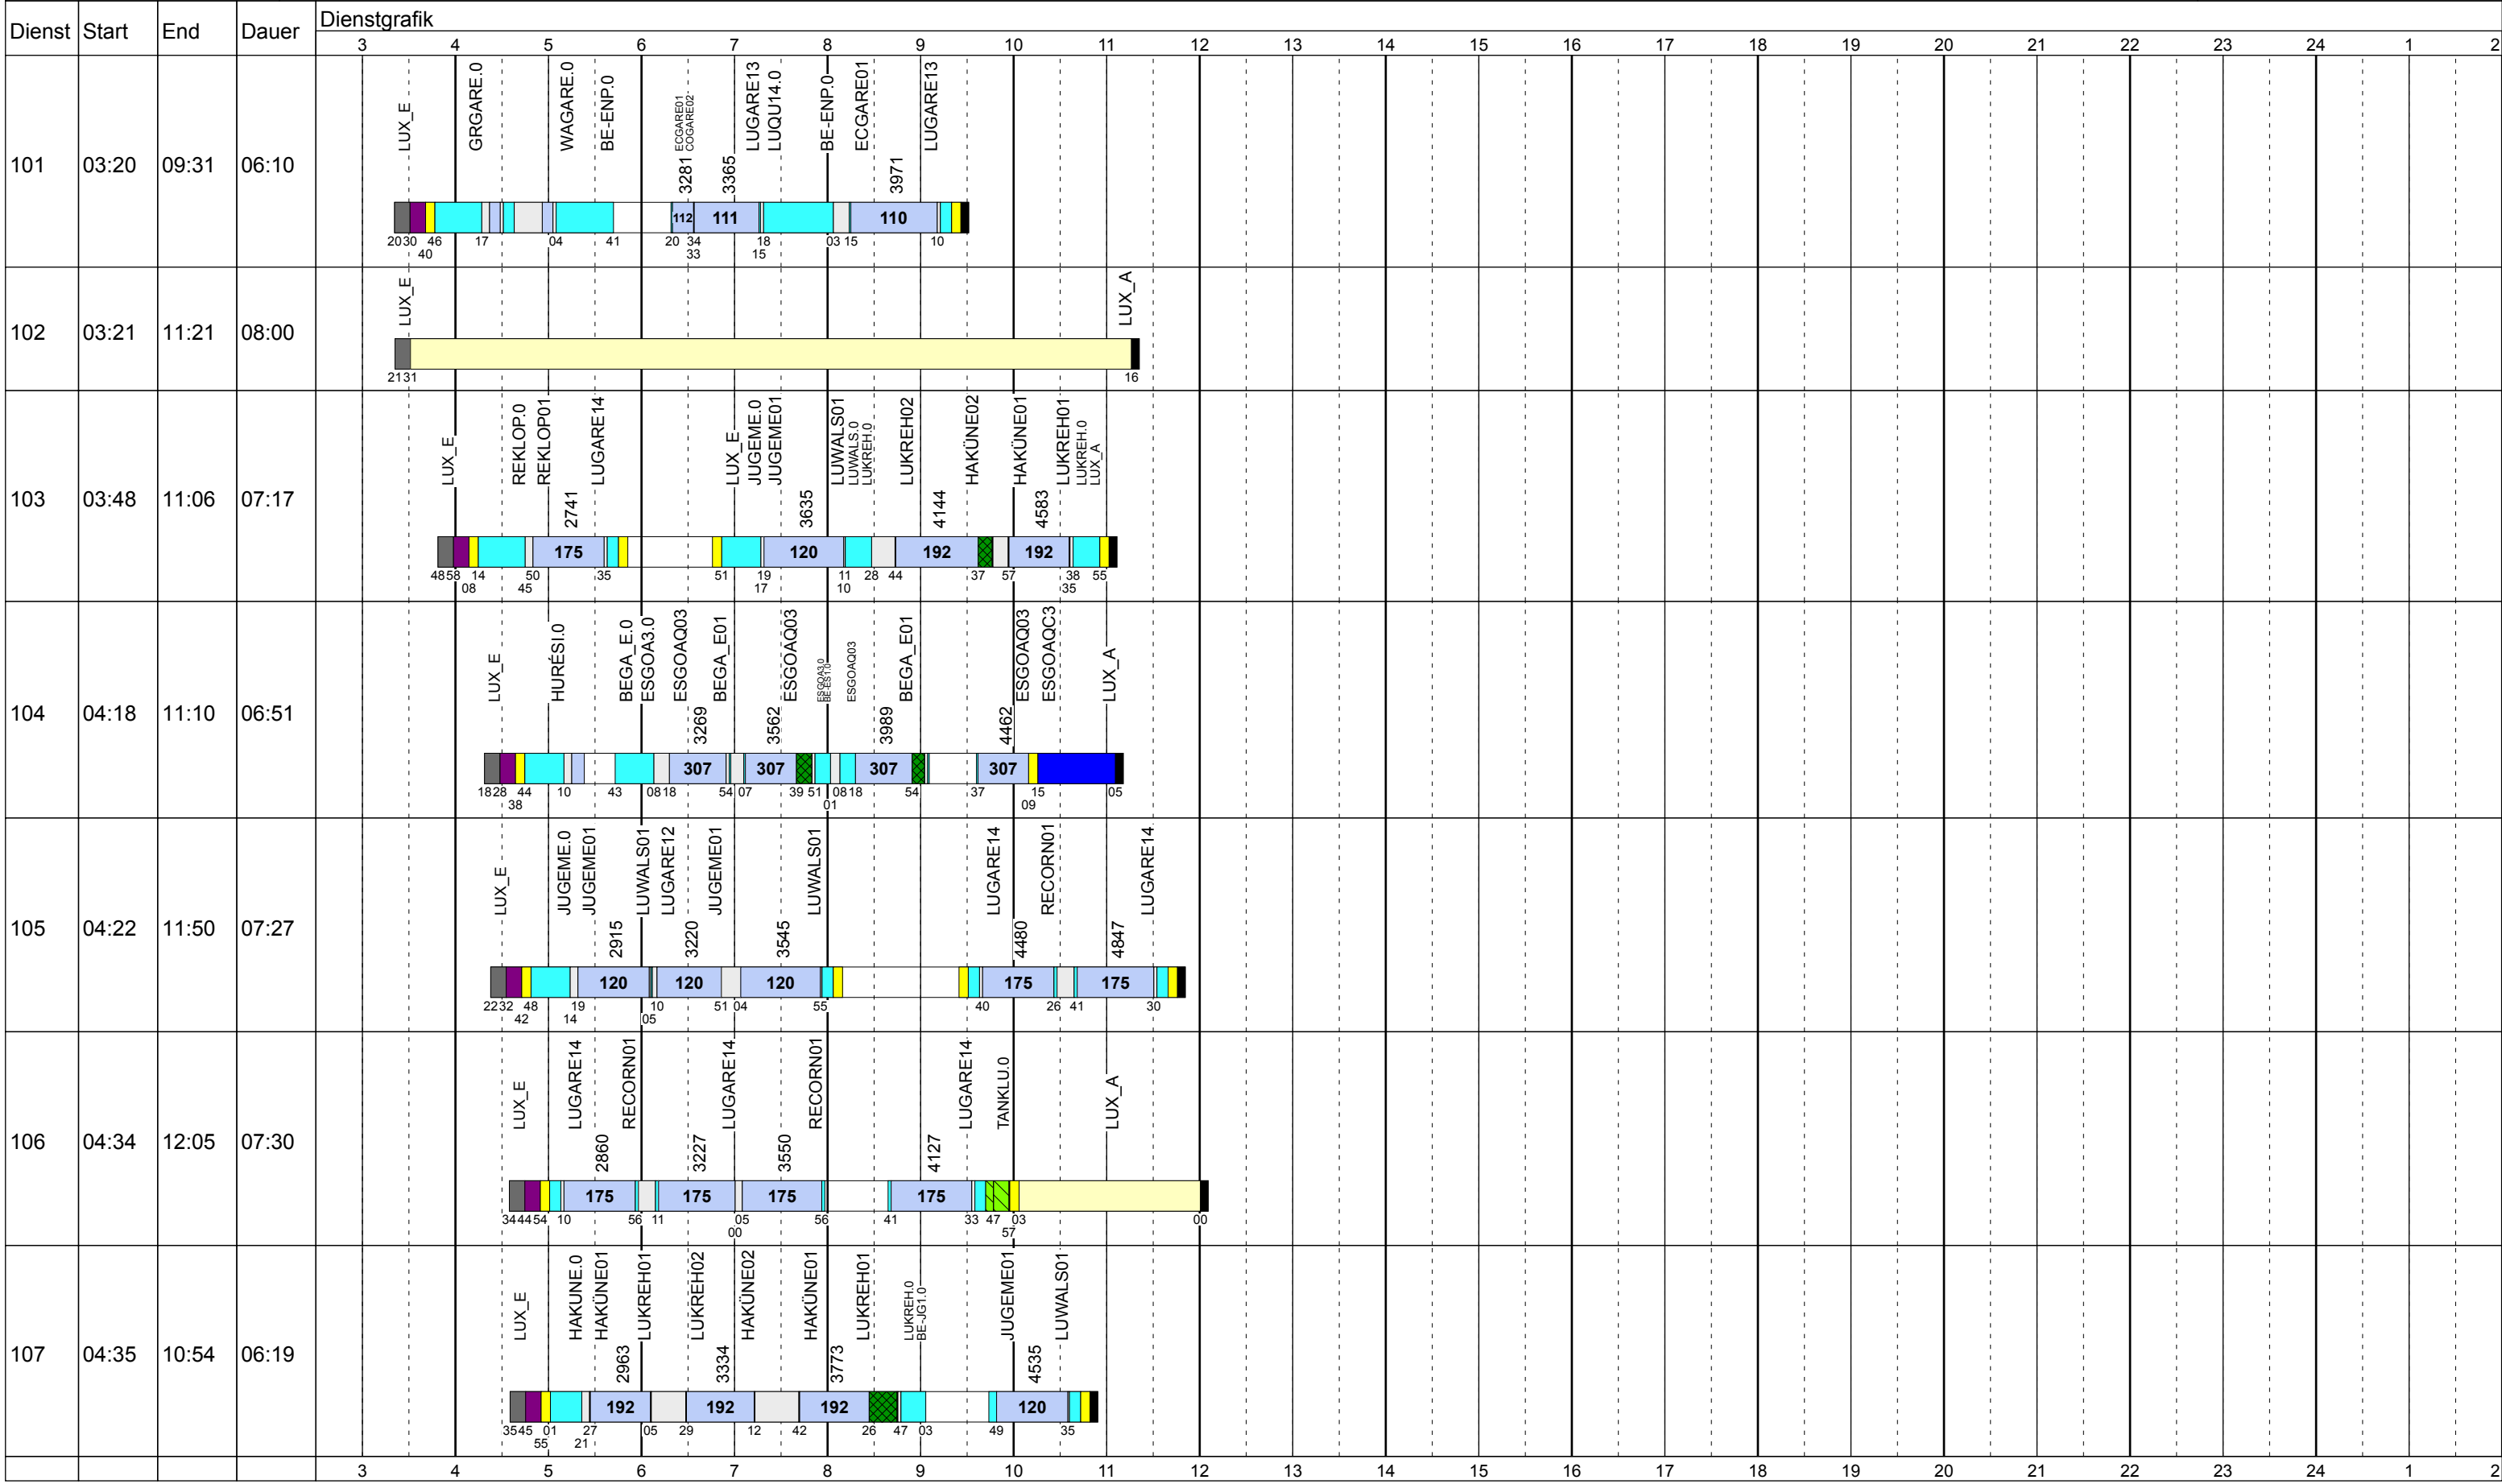 Dienst Start End Dauer Dienstgrafik
3 4 5 6 7 8 9 10 11 12 13 14 15 16 17 18 19 20 21 22 23 24 1 2
101 03:20 09:31 06:10
LUX_E GRGARE.0 WAGARE.0 BE-ENP.0 ECGARE01 COGARE02 LUGARE13 LUQU14.0 BE-ENP.0 ECGARE01 LUGARE13
3281 3365 3971
112 111 110
20 30 46 17 04 41 20 34 18 03 15 10
40 33 15
102 03:21 11:21 08:00
LUX_E LUX_A
21 31 16
103 03:48 11:06 07:17
LUX_E REKLOP.0 REKLOP01 LUGARE14 LUX_E JUGEME.0 JUGEME01 LUWALS01 LUWALS.0 LUKREH.0 LUKREH02 HAKÜNE02 HAKÜNE01 LUKREH01 LUKREH.0 LUX_A
2741 3635 4144 4583
175 120 192 192
48 58 14 50 35 51 19 11 28 44 37 57 38 55
08 45 17 10 35
104 04:18 11:10 06:51
LUX_E HURÉSI.0 BEGA_E.0 ESGOA3.0 ESGOAQ03 BEGA_E01 ESGOAQ03 ESGOA3.0 BE-ES1.0 ESGOAQ03 BEGA_E01 ESGOAQ03 ESGOAQC3 LUX_A
3269 3562 3989 4462
307 307 307 307
18 28 44 10 43 08 18 54 07 39 51 08 18 54 37 15 05
38 01 09
105 04:22 11:50 07:27
LUX_E JUGEME.0 JUGEME01 LUWALS01 LUGARE12 JUGEME01 LUWALS01 LUGARE14 RECORN01 LUGARE14
2915 3220 3545 4480 4847
120 120 120 175 175
22 32 48 19 10 51 04 55 40 26 41 30
42 14 05
106 04:34 12:05 07:30
LUX_E LUGARE14 RECORN01 LUGARE14 RECORN01 LUGARE14 TANKLU.0 LUX_A
2860 3227 3550 4127
175 175 175 175
34 44 54 10 56 11 05 56 41 33 47 03 00
00 57
107 04:35 10:54 06:19
LUX_E HAKÜNE.0 HAKÜNE01 LUKREH01 LUKREH02 HAKÜNE02 HAKÜNE01 LUKREH01 LUKREH.0 BE-JG1.0 JUGEME01 LUWALS01
2963 3334 3773 4535
192 192 192 120
35 45 01 27 05 29 12 42 26 47 03 49 35
55 21
3 4 5 6 7 8 9 10 11 12 13 14 15 16 17 18 19 20 21 22 23 24 1 2